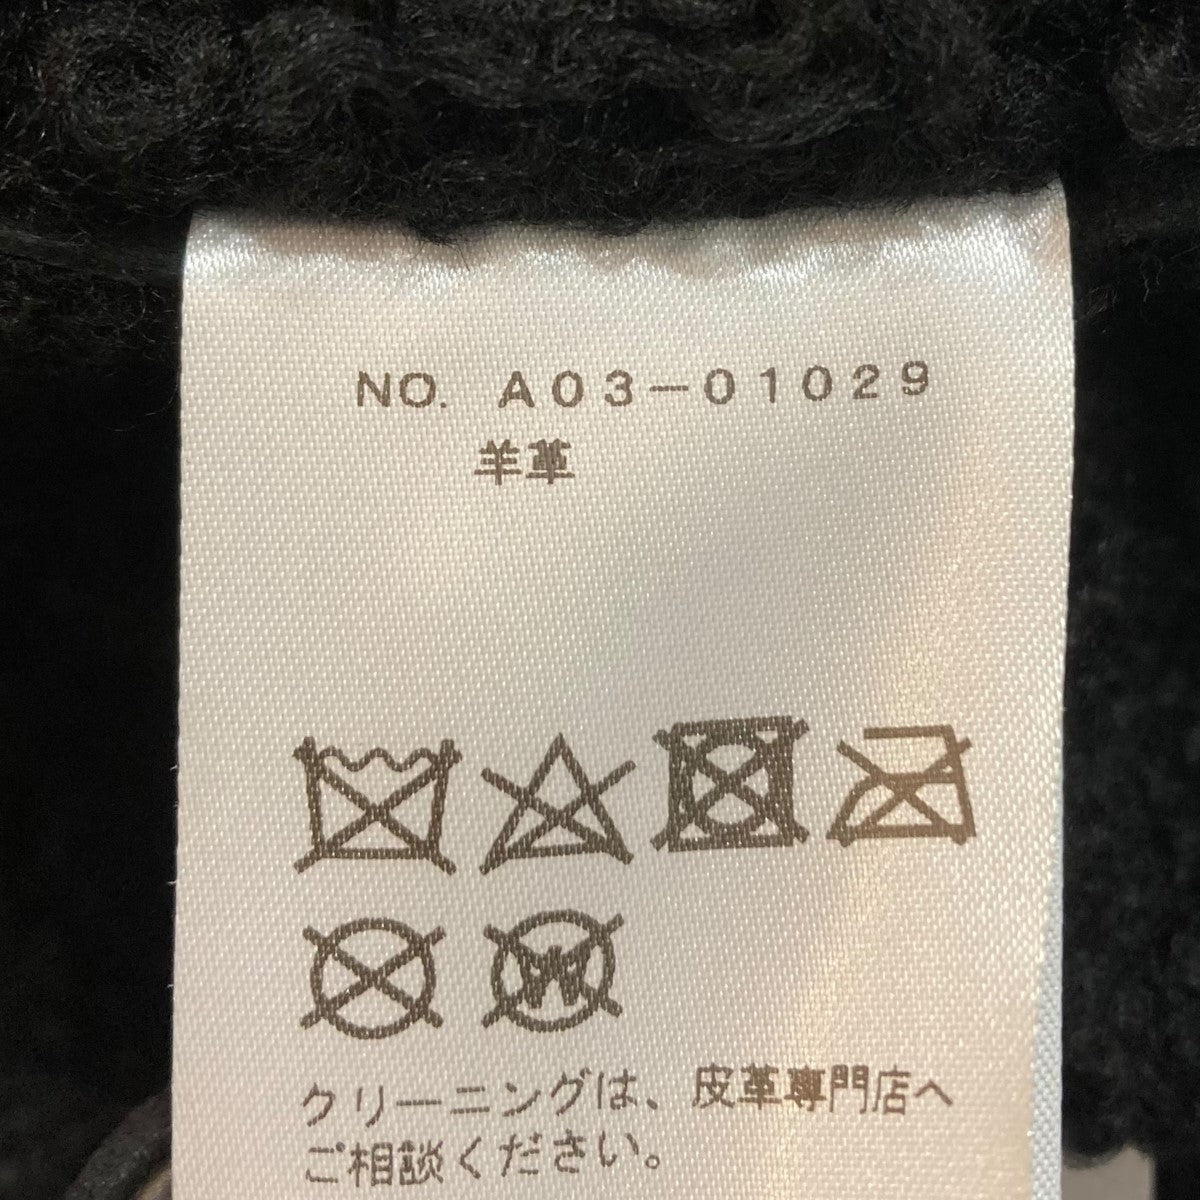 NO. A03-01029
羊革
クリーニングは、皮革専門店へ
ご相談ください。